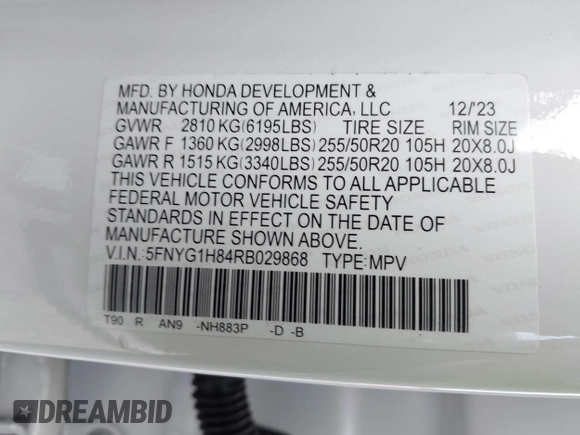 MFD. BY HONDA DEVELOPMENT &
MANUFACTURING OF AMERICA, LLC 12/'23
GVWR 2810 KG(6195LBS) TIRE SIZE RIM SIZE
GAWR F 1360 KG(2998LBS) 255/50R20 105H 20X8.0J
GAWR R 1515 KG(3340LBS) 255/50R20 105H 20X8.0J
THIS VEHICLE CONFORMS TO ALL APPLICABLE
FEDERAL MOTOR VEHICLE SAFETY
STANDARDS IN EFFECT ON THE DATE OF
MANUFACTURE SHOWN ABOVE.
V.I.N.:5FNYG1H84RB029868 TYPE:MPV
T90 R AN9 -NH883P -D -B
DREAMBID